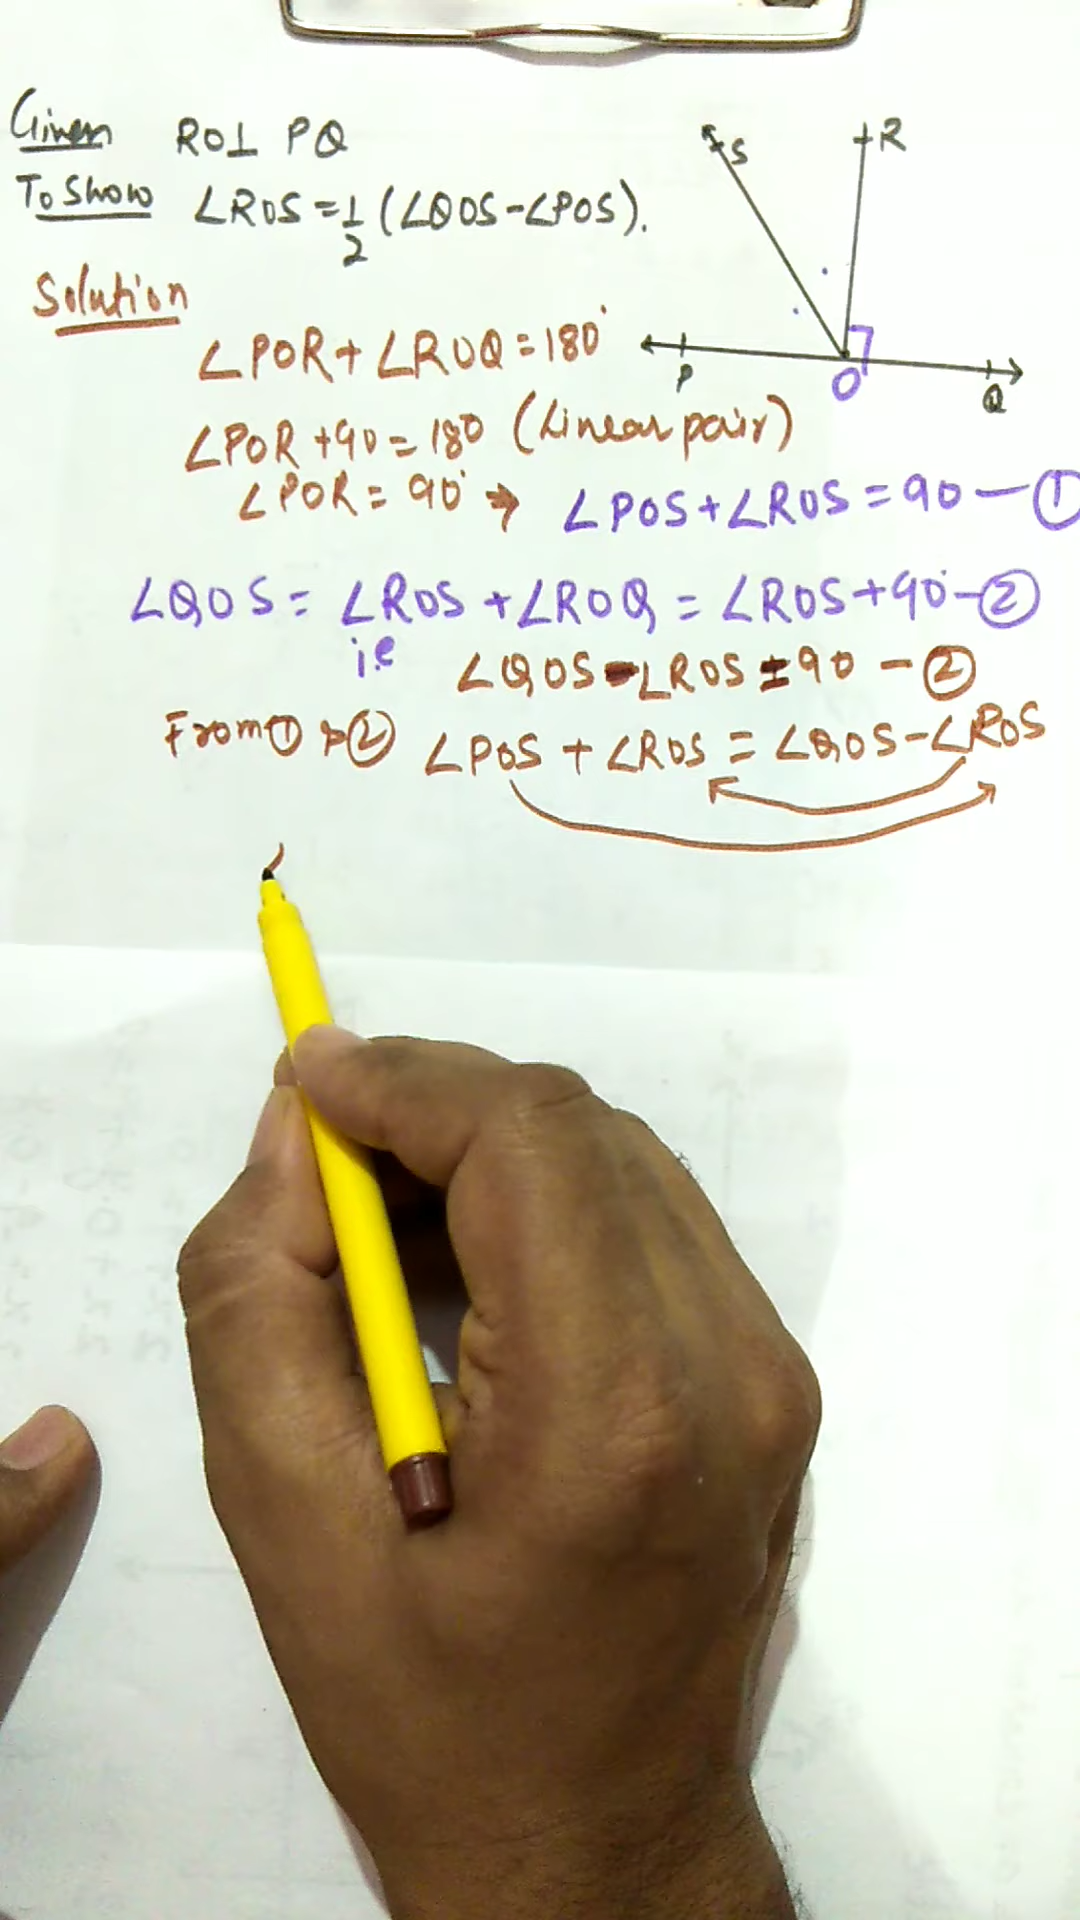 Given RO⊥ PQ
To Show ∠ROS = 1/2 (∠QOS - ∠POS).
S
R
P
O
Q
Solution
∠POR + ∠ROQ = 180°
∠POR + 90 = 180 (Linear pair)
∠POR = 90° → ∠POS + ∠ROS = 90 — ①
∠QOS = ∠ROS + ∠ROQ = ∠ROS + 90° - ②
i.e ∠QOS - ∠ROS = 90 - ②
From ① & ② ∠POS + ∠ROS = ∠QOS - ∠ROS